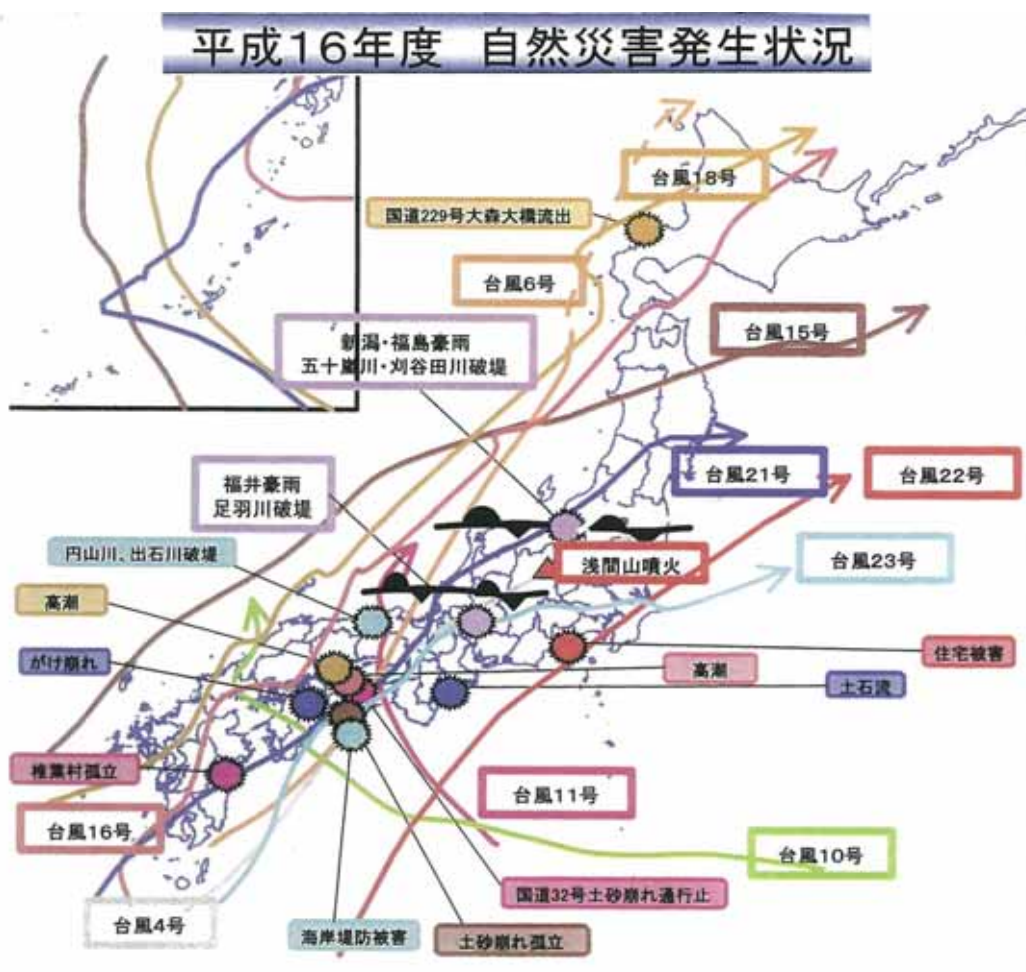 平成16年度 自然災害発生状況
台風18号
国道229号大森大橋流出
台風6号
新潟・福島豪雨
五十嵐川・刈谷田川破堤
台風15号
台風21号
台風22号
福井豪雨
足羽川破堤
円山川、出石川破堤
浅間山噴火
台風23号
高潮
がけ崩れ
住宅被害
高潮
土石流
椎葉村孤立
台風16号
台風11号
台風10号
国道32号土砂崩れ通行止
台風4号
海岸堤防被害
土砂崩れ孤立